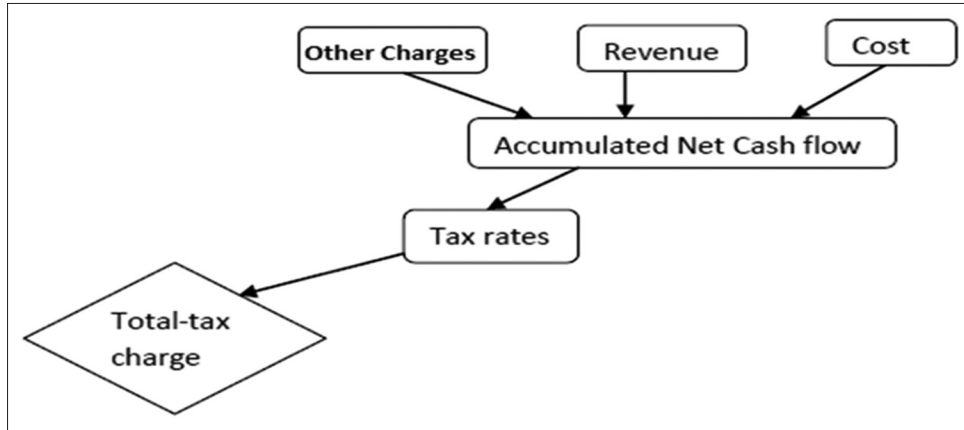 Other Charges
Revenue
Cost
Accumulated Net Cash flow
Tax rates
Total-tax
charge